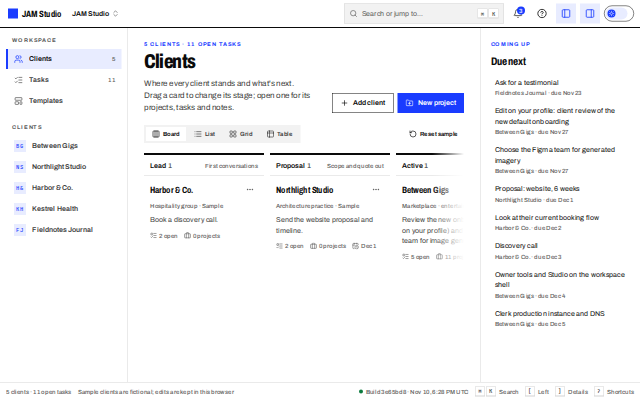 JAM Studio
JAM Studio
Search or jump to...
⌘ K
3
WORKSPACE
Clients 5
Tasks 11
Templates
CLIENTS
BG Between Gigs
NS Northlight Studio
H& Harbor & Co.
KH Kestrel Health
FJ Fieldnotes Journal
5 CLIENTS · 11 OPEN TASKS
Clients
Where every client stands and what's next.
Drag a card to change its stage; open one for its
projects, tasks and notes.
+ Add client
New project
Board
List
Grid
Table
Reset sample
Lead 1 First conversations
Harbor & Co. ...
Hospitality group · Sample
Book a discovery call.
2 open 0 projects
Proposal 1 Scope and quote out
Northlight Studio ...
Architecture practice · Sample
Send the website proposal and
timeline.
2 open 0 projects Dec 1
Active 1
Between Gigs
Marketplace ·
Review the new
on your profile) and
team for image
5 open 11
COMING UP
Due next
Ask for a testimonial
Fieldnotes Journal · due Nov 23
Edit on your profile: client review of the
new default onboarding
Between Gigs · due Nov 27
Choose the Figma team for generated
imagery
Between Gigs · due Nov 27
Proposal: website, 6 weeks
Northlight Studio · due Dec 1
Look at their current booking flow
Harbor & Co. · due Dec 2
Discovery call
Harbor & Co. · due Dec 3
Owner tools and Studio on the workspace
shell
Between Gigs · due Dec 4
Clerk production instance and DNS
Between Gigs · due Dec 5
5 clients · 11 open tasks Sample clients are fictional; edits are kept in this browser
Build 3e85bd8 · Nov 10, 6:28 PM UTC ⌘ K Search [ Left ] Details ? Shortcuts